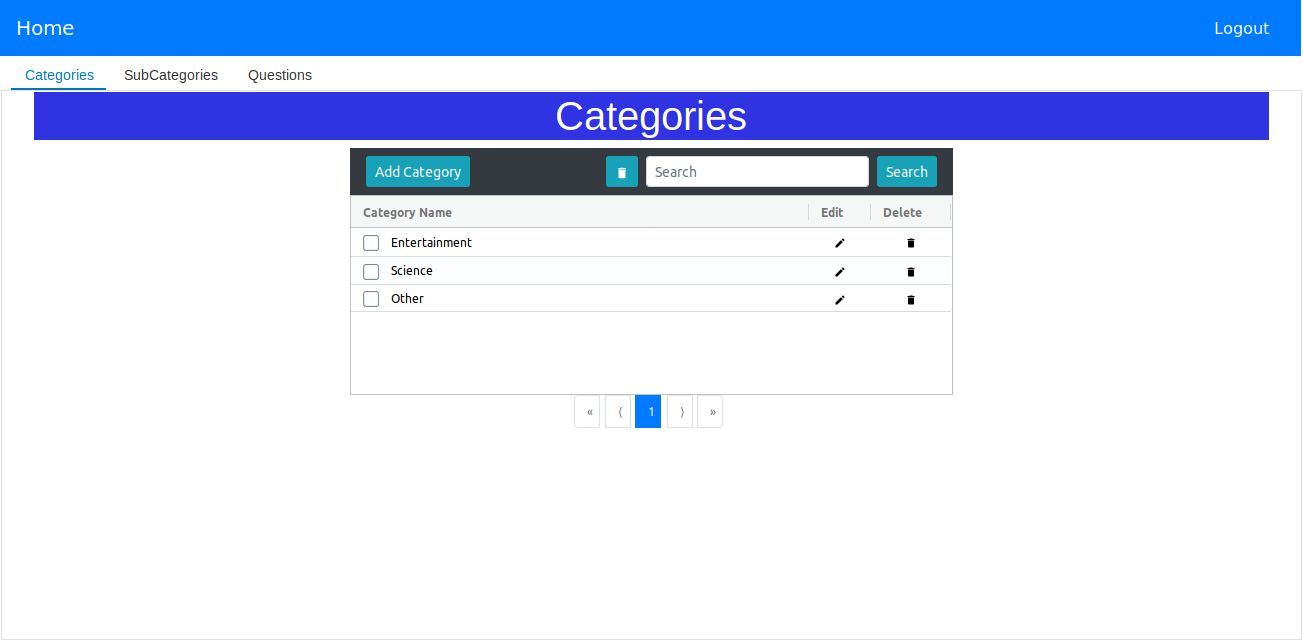 Home Logout
Categories SubCategories Questions
Categories
Add Category Search Search
Category Name Edit Delete
Entertainment
Science
Other
« ⟨ 1 ⟩ »